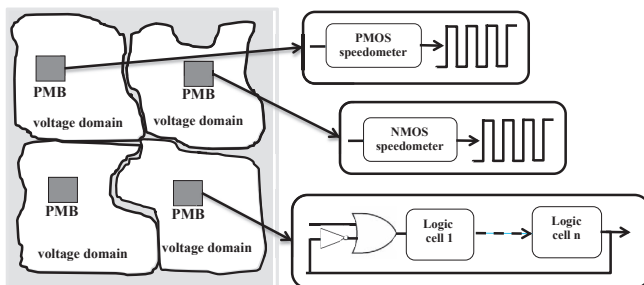 PMB
voltage domain
PMB
voltage domain
PMB
voltage domain
PMB
voltage domain
PMOS
speedometer
NMOS
speedometer
Logic
cell 1
Logic
cell n